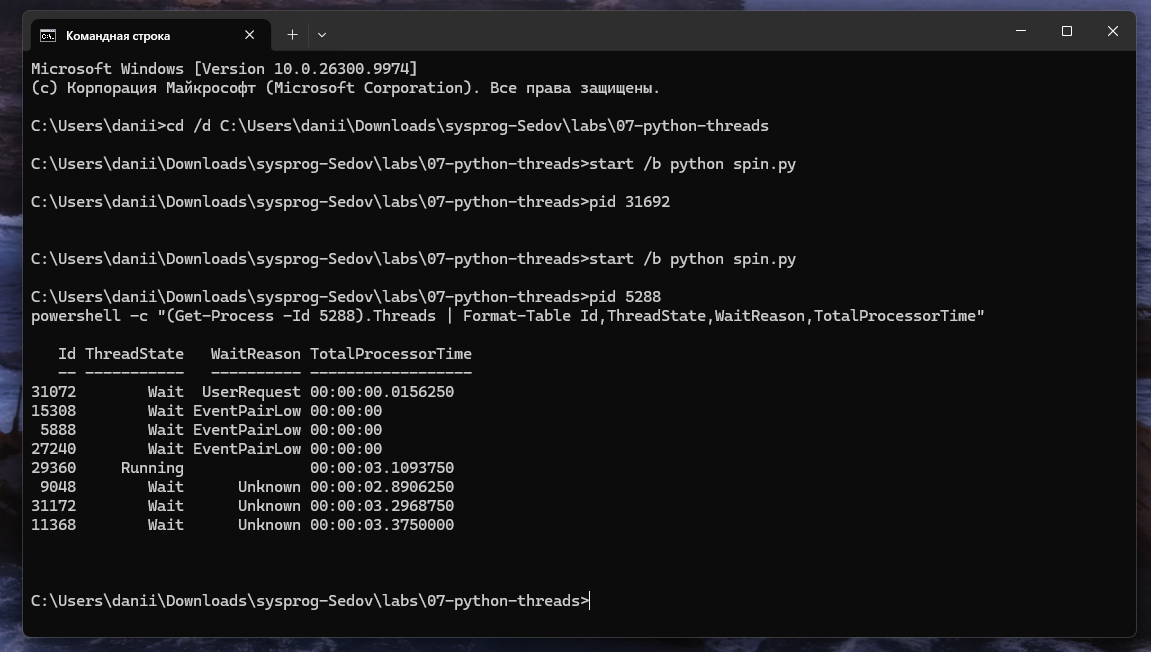 Командная строка
Microsoft Windows [Version 10.0.26300.9974]
(c) Корпорация Майкрософт (Microsoft Corporation). Все права защищены.
C:\Users\danii>cd /d C:\Users\danii\Downloads\sysprog-Sedov\labs\07-python-threads
C:\Users\danii\Downloads\sysprog-Sedov\labs\07-python-threads>start /b python spin.py
C:\Users\danii\Downloads\sysprog-Sedov\labs\07-python-threads>pid 31692
C:\Users\danii\Downloads\sysprog-Sedov\labs\07-python-threads>start /b python spin.py
C:\Users\danii\Downloads\sysprog-Sedov\labs\07-python-threads>pid 5288
powershell -c "(Get-Process -Id 5288).Threads | Format-Table Id,ThreadState,WaitReason,TotalProcessorTime"
   Id ThreadState   WaitReason TotalProcessorTime
   -- -----------   ---------- ------------------
31072        Wait  UserRequest 00:00:00.0156250
15308        Wait EventPairLow 00:00:00
 5888        Wait EventPairLow 00:00:00
27240        Wait EventPairLow 00:00:00
29360     Running              00:00:03.1093750
 9048        Wait      Unknown 00:00:02.8906250
31172        Wait      Unknown 00:00:03.2968750
11368        Wait      Unknown 00:00:03.3750000
C:\Users\danii\Downloads\sysprog-Sedov\labs\07-python-threads>